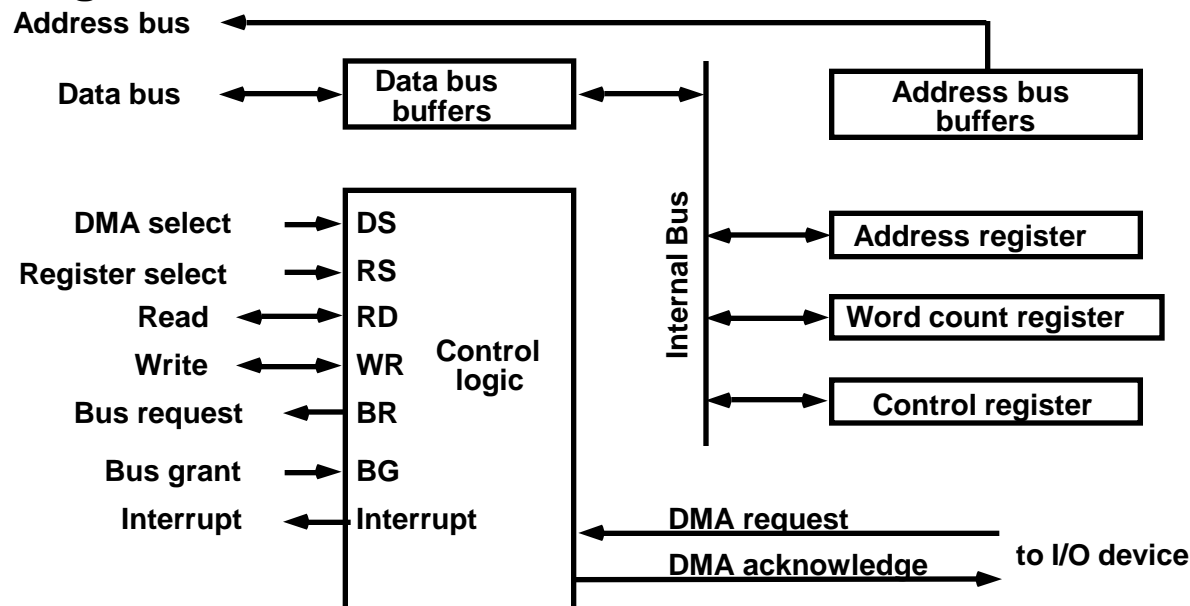 Address bus
Data bus
Data bus
buffers
Address bus
buffers
Internal Bus
DMA select
DS
Register select
RS
Read
RD
Write
WR
Bus request
BR
Bus grant
BG
Interrupt
Interrupt
Control
logic
Address register
Word count register
Control register
DMA request
DMA acknowledge
to I/O device